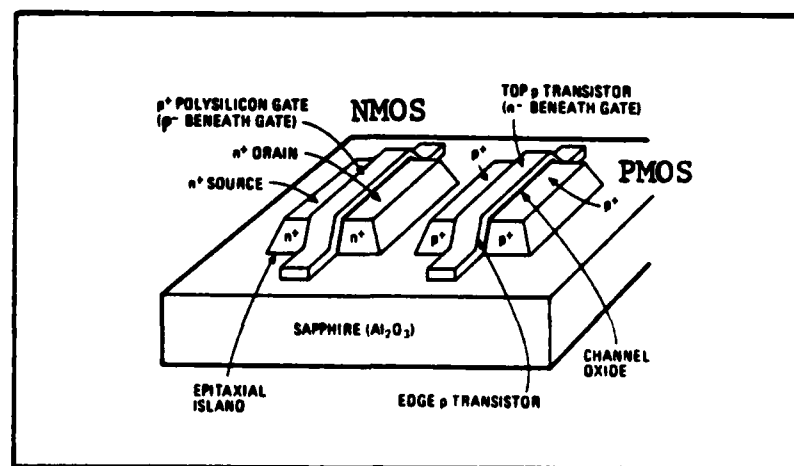 NMOS
p+ POLYSILICON GATE
(p− BENEATH GATE)
n+ DRAIN
n+ SOURCE
TOP p TRANSISTOR
(n− BENEATH GATE)
PMOS
p+
p+
n+
n+
p+
p+
SAPPHIRE (Al₂O₃)
EPITAXIAL
ISLAND
EDGE p TRANSISTOR
CHANNEL
OXIDE